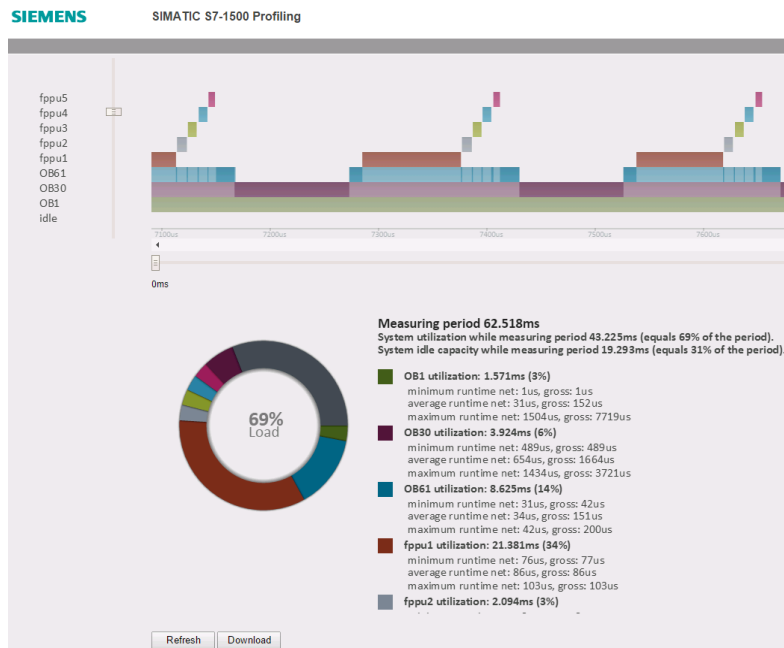 SIEMENS SIMATIC S7-1500 Profiling
fppu5
fppu4
fppu3
fppu2
fppu1
OB61
OB30
OB1
idle
7100us 7200us 7300us 7400us 7500us 7600us
0ms
69%
Load
Measuring period 62.518ms
System utilization while measuring period 43.225ms (equals 69% of the period).
System idle capacity while measuring period 19.293ms (equals 31% of the period).
OB1 utilization: 1.571ms (3%)
minimum runtime net: 1us, gross: 1us
average runtime net: 31us, gross: 152us
maximum runtime net: 1504us, gross: 7719us
OB30 utilization: 3.924ms (6%)
minimum runtime net: 489us, gross: 489us
average runtime net: 654us, gross: 1664us
maximum runtime net: 1434us, gross: 3721us
OB61 utilization: 8.625ms (14%)
minimum runtime net: 31us, gross: 42us
average runtime net: 34us, gross: 151us
maximum runtime net: 42us, gross: 200us
fppu1 utilization: 21.381ms (34%)
minimum runtime net: 76us, gross: 77us
average runtime net: 86us, gross: 86us
maximum runtime net: 103us, gross: 103us
fppu2 utilization: 2.094ms (3%)
Refresh Download